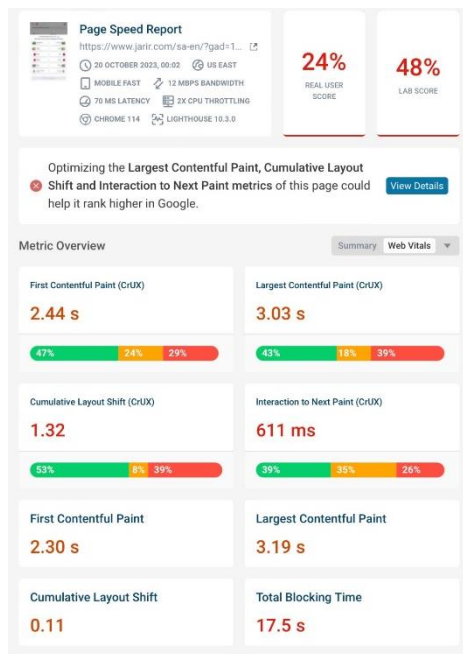 Page Speed Report
https://www.jarir.com/sa-en/?gad=1...
20 OCTOBER 2023, 00:02 US EAST
MOBILE FAST 12 MBPS BANDWIDTH
70 MS LATENCY 2X CPU THROTTLING
CHROME 114 LIGHTHOUSE 10.3.0
24%
REAL USER
SCORE
48%
LAB SCORE
Optimizing the Largest Contentful Paint, Cumulative Layout
Shift and Interaction to Next Paint metrics of this page could
help it rank higher in Google.
View Details
Metric Overview
Summary Web Vitals
First Contentful Paint (CrUX)
2.44 s
47% 24% 29%
Largest Contentful Paint (CrUX)
3.03 s
43% 18% 39%
Cumulative Layout Shift (CrUX)
1.32
53% 8% 39%
Interaction to Next Paint (CrUX)
611 ms
39% 35% 26%
First Contentful Paint
2.30 s
Largest Contentful Paint
3.19 s
Cumulative Layout Shift
0.11
Total Blocking Time
17.5 s